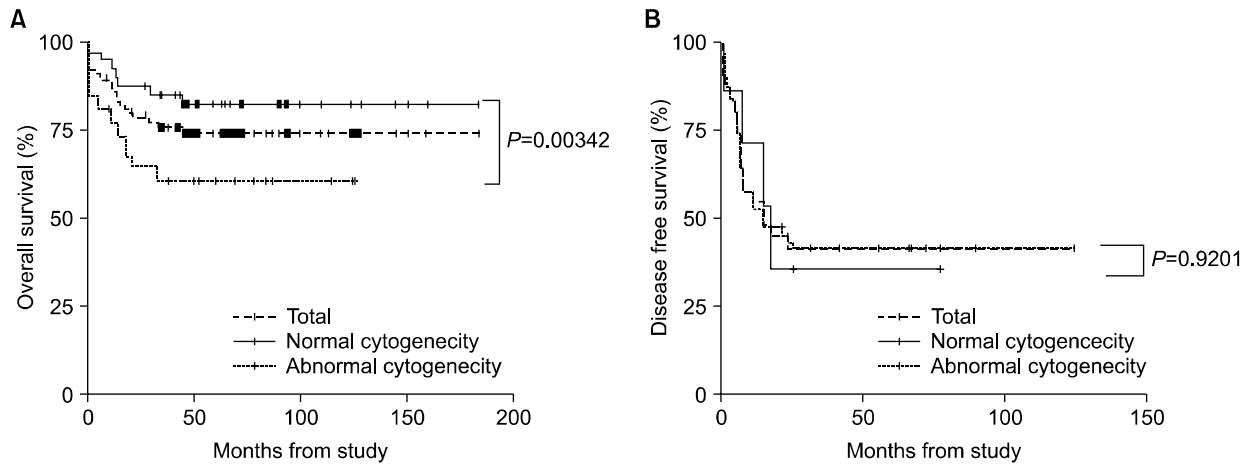 A
Overall survival (%)
100
75
50
25
0
P=0.00342
Total
Normal cytogenecity
Abnormal cytogenecity
0 50 100 150 200
Months from study
B
Disease free survival (%)
100
75
50
25
0
P=0.9201
Total
Normal cytogencecity
Abnormal cytogenecity
0 50 100 150
Months from study